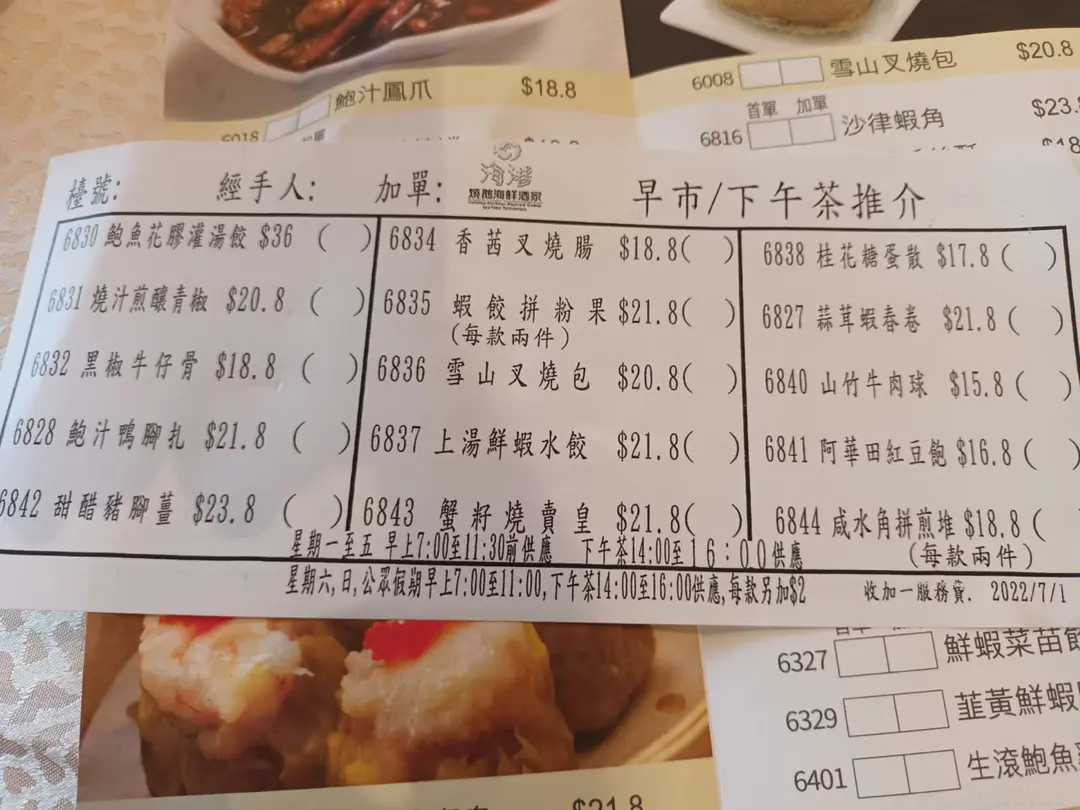 鮑汁鳳爪 $18.8
6018
6008 雪山叉燒包 $20.8
首單 加單
6816 沙律蝦角
檯號: 經手人: 加單:
海港
燒鵝海鮮酒家
早市/下午茶推介
6830 鮑魚花膠灌湯餃 $36 ( )
6831 燒汁煎釀青椒 $20.8 ( )
6832 黑椒牛仔骨 $18.8 ( )
6828 鮑汁鴨腳扎 $21.8 ( )
6842 甜醋豬腳薑 $23.8 ( )
6834 香茜叉燒腸 $18.8( )
6835 蝦餃拼粉果 $21.8( )
(每款兩件)
6836 雪山叉燒包 $20.8( )
6837 上湯鮮蝦水餃 $21.8( )
6843 蟹籽燒賣皇 $21.8( )
6838 桂花糖蛋散 $17.8 ( )
6827 蒜茸蝦春卷 $21.8 ( )
6840 山竹牛肉球 $15.8 ( )
6841 阿華田紅豆飽 $16.8 ( )
6844 咸水角拼煎堆 $18.8 (
(每款兩件)
星期一至五 早上7:00至11:30前供應 下午茶14:00至16:00供應
星期六,日,公眾假期早上7:00至11:00,下午茶14:00至16:00供應,每款另加$2
收加一服務費. 2022/7/1
6327 鮮蝦菜苗餃
6329 韮黃鮮蝦
6401 生滾鮑魚
$21.8